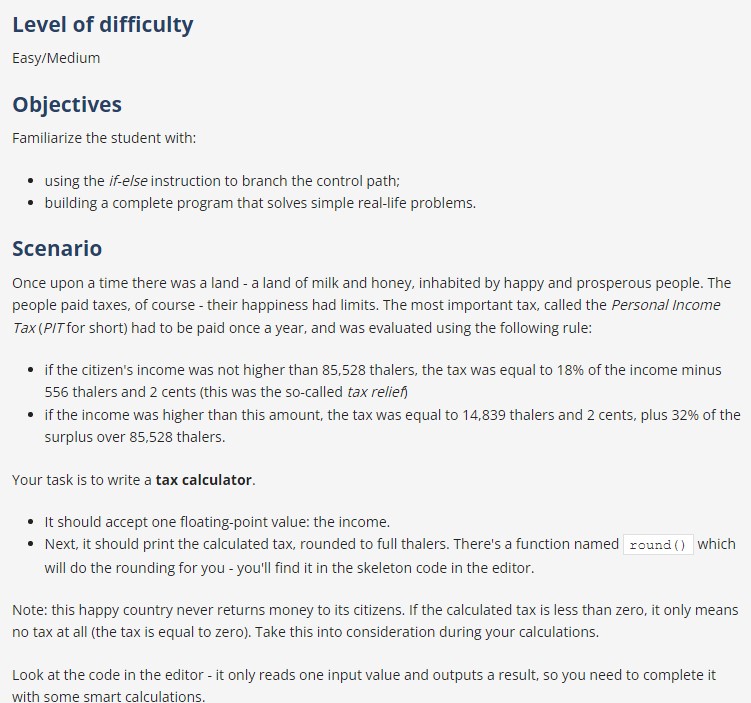 Level of difficulty
Easy/Medium
Objectives
Familiarize the student with:
• using the if-else instruction to branch the control path;
• building a complete program that solves simple real-life problems.
Scenario
Once upon a time there was a land - a land of milk and honey, inhabited by happy and prosperous people. The
people paid taxes, of course - their happiness had limits. The most important tax, called the Personal Income
Tax (PIT for short) had to be paid once a year, and was evaluated using the following rule:
• if the citizen's income was not higher than 85,528 thalers, the tax was equal to 18% of the income minus
556 thalers and 2 cents (this was the so-called tax relief)
• if the income was higher than this amount, the tax was equal to 14,839 thalers and 2 cents, plus 32% of the
surplus over 85,528 thalers.
Your task is to write a tax calculator.
• It should accept one floating-point value: the income.
• Next, it should print the calculated tax, rounded to full thalers. There's a function named round() which
will do the rounding for you - you'll find it in the skeleton code in the editor.
Note: this happy country never returns money to its citizens. If the calculated tax is less than zero, it only means
no tax at all (the tax is equal to zero). Take this into consideration during your calculations.
Look at the code in the editor - it only reads one input value and outputs a result, so you need to complete it
with some smart calculations.